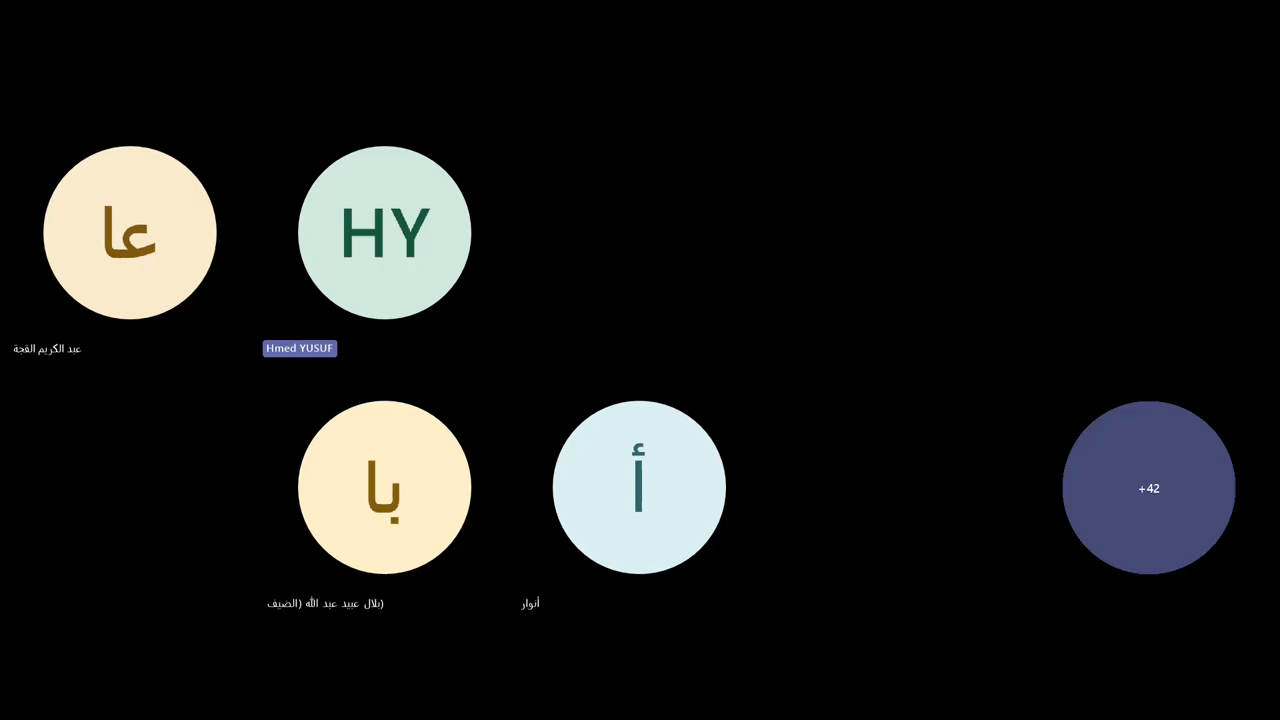 عا
HY
عبد الكريم القجة
Hmed YUSUF
با
أ
+42
بلال عبيد عبد الله (الضيف)
أنوار